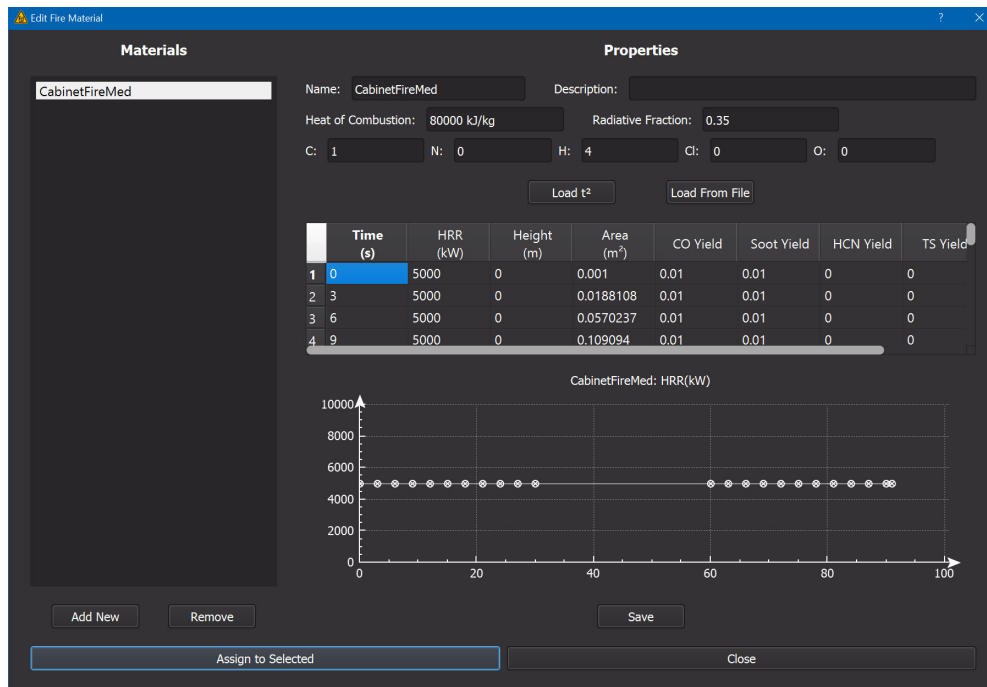 Edit Fire Material ? ×
Materials
Properties
CabinetFireMed
Name: CabinetFireMed Description:
Heat of Combustion: 80000 kJ/kg Radiative Fraction: 0.35
C: 1 N: 0 H: 4 Cl: 0 O: 0
Load t² Load From File
Time (s) HRR (kW) Height (m) Area (m²) CO Yield Soot Yield HCN Yield TS Yield
1 0 5000 0 0.001 0.01 0.01 0 0
2 3 5000 0 0.0188108 0.01 0.01 0 0
3 6 5000 0 0.0570237 0.01 0.01 0 0
4 9 5000 0 0.109094 0.01 0.01 0 0
CabinetFireMed: HRR(kW)
10000
8000
6000
4000
2000
0
0 20 40 60 80 100
Add New Remove Save
Assign to Selected Close